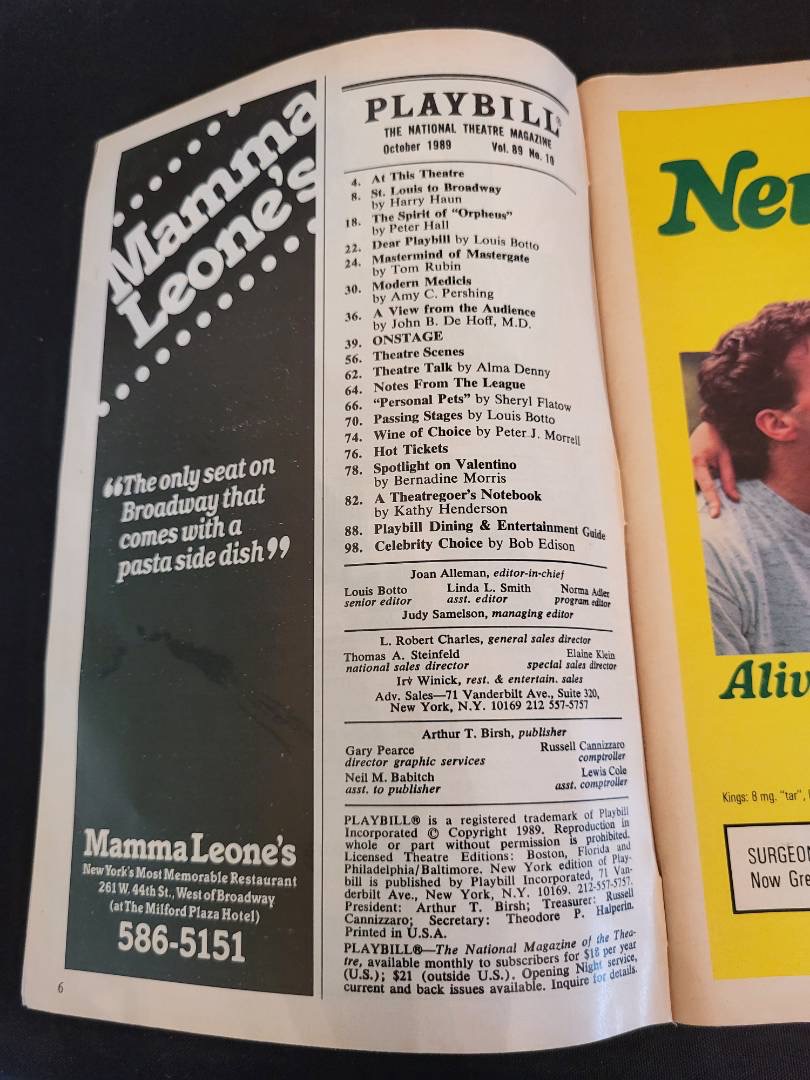 Mamma
Leone's
“The only seat on
Broadway that
comes with a
pasta side dish”
Mamma Leone's
New York's Most Memorable Restaurant
261 W. 44th St., West of Broadway
(at The Milford Plaza Hotel)
586-5151
6
PLAYBILL®
THE NATIONAL THEATRE MAGAZINE
October 1989 Vol. 89 No. 10
4. At This Theatre
8. St. Louis to Broadway
by Harry Haun
18. The Spirit of "Orpheus"
by Peter Hall
22. Dear Playbill by Louis Botto
24. Mastermind of Mastergate
by Tom Rubin
30. Modern Medicis
by Amy C. Pershing
36. A View from the Audience
by John B. De Hoff, M.D.
39. ONSTAGE
56. Theatre Scenes
62. Theatre Talk by Alma Denny
64. Notes From The League
66. "Personal Pets" by Sheryl Flatow
70. Passing Stages by Louis Botto
74. Wine of Choice by Peter J. Morrell
76. Hot Tickets
78. Spotlight on Valentino
by Bernadine Morris
82. A Theatregoer's Notebook
by Kathy Henderson
88. Playbill Dining & Entertainment Guide
98. Celebrity Choice by Bob Edison
Joan Alleman, editor-in-chief
Louis Botto Linda L. Smith Norma Adler
senior editor asst. editor program editor
Judy Samelson, managing editor
L. Robert Charles, general sales director
Thomas A. Steinfeld Elaine Klein
national sales director special sales director
Irv Winick, rest. & entertain. sales
Adv. Sales—71 Vanderbilt Ave., Suite 320,
New York, N.Y. 10169 212 557-5757
Arthur T. Birsh, publisher
Gary Pearce Russell Cannizzaro
director graphic services comptroller
Neil M. Babitch Lewis Cole
asst. to publisher asst. comptroller
PLAYBILL® is a registered trademark of Playbill
Incorporated © Copyright 1989. Reproduction in
whole or part without permission is prohibited.
Licensed Theatre Editions: Boston, Florida and
Philadelphia/Baltimore. New York edition of Play-
bill is published by Playbill Incorporated, 71 Van-
derbilt Ave., New York, N.Y. 10169. 212-557-5757.
President: Arthur T. Birsh; Treasurer: Russell
Cannizzaro; Secretary: Theodore P. Halperin.
Printed in U.S.A.
PLAYBILL®—The National Magazine of the Thea-
tre, available monthly to subscribers for $18 per year
(U.S.); $21 (outside U.S.). Opening Night service,
current and back issues available. Inquire for details.
New
Aliv
Kings: 8 mg. "tar",
SURGEON
Now Gre